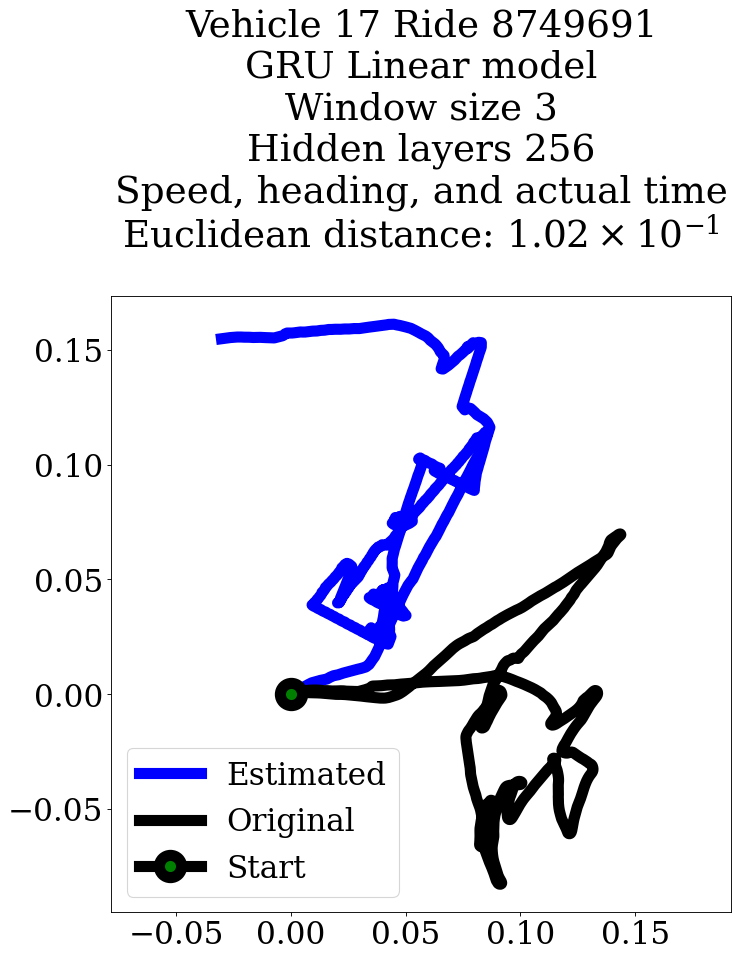 Vehicle 17 Ride 8749691
GRU Linear model
Window size 3
Hidden layers 256
Speed, heading, and actual time
Euclidean distance: 1.02 × 10⁻¹
0.15
0.10
0.05
0.00
−0.05
Estimated
Original
Start
−0.05 0.00 0.05 0.10 0.15